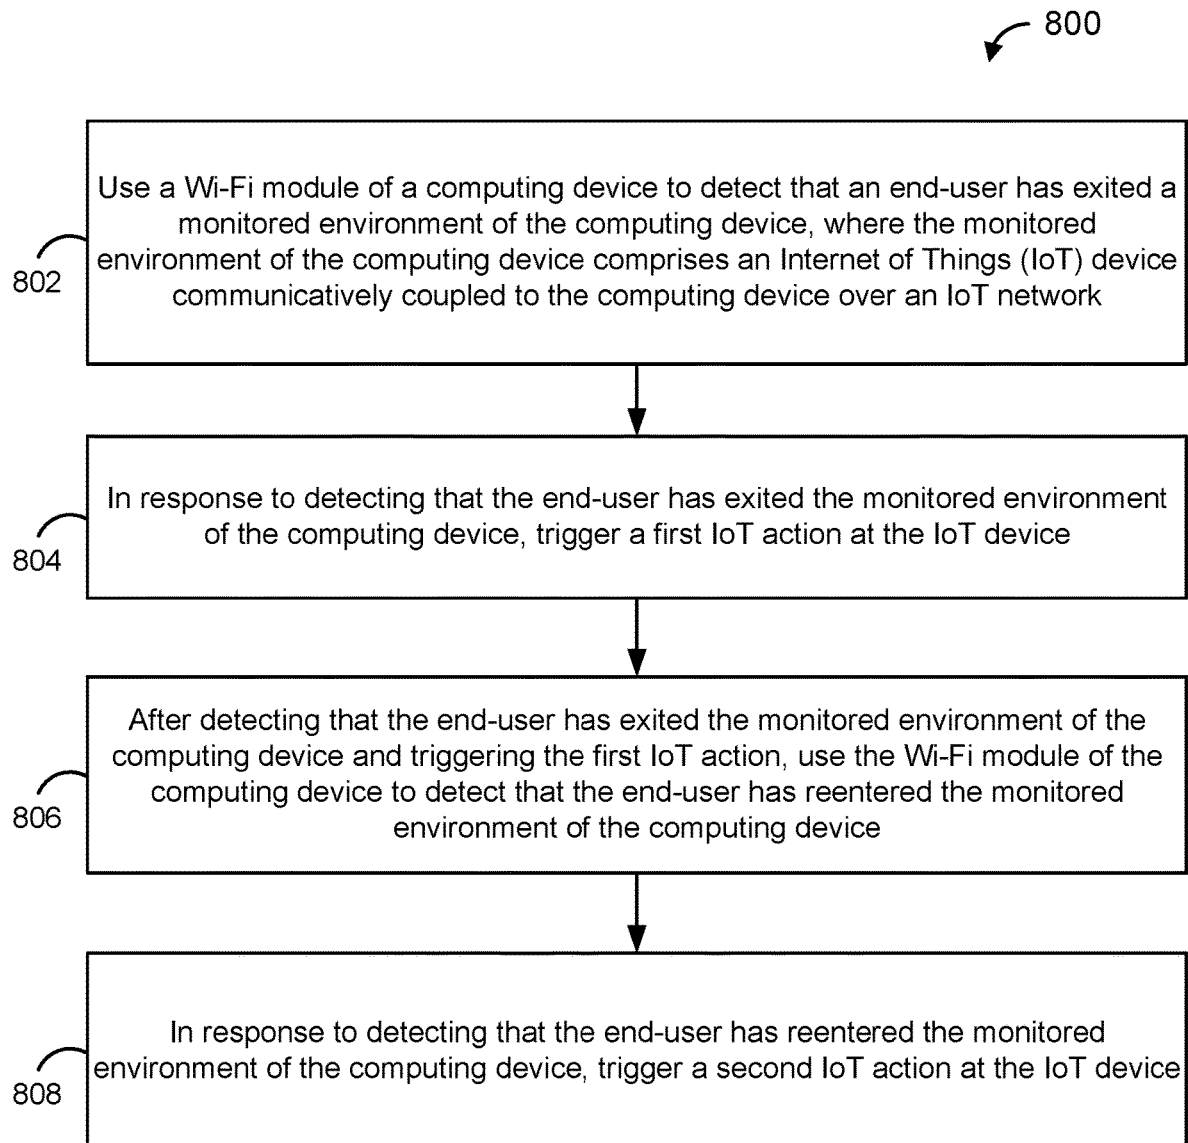 800
Use a Wi-Fi module of a computing device to detect that an end-user has exited a
monitored environment of the computing device, where the monitored
environment of the computing device comprises an Internet of Things (IoT) device
communicatively coupled to the computing device over an IoT network
802
In response to detecting that the end-user has exited the monitored environment
of the computing device, trigger a first IoT action at the IoT device
804
After detecting that the end-user has exited the monitored environment of the
computing device and triggering the first IoT action, use the Wi-Fi module of the
computing device to detect that the end-user has reentered the monitored
environment of the computing device
806
In response to detecting that the end-user has reentered the monitored
environment of the computing device, trigger a second IoT action at the IoT device
808